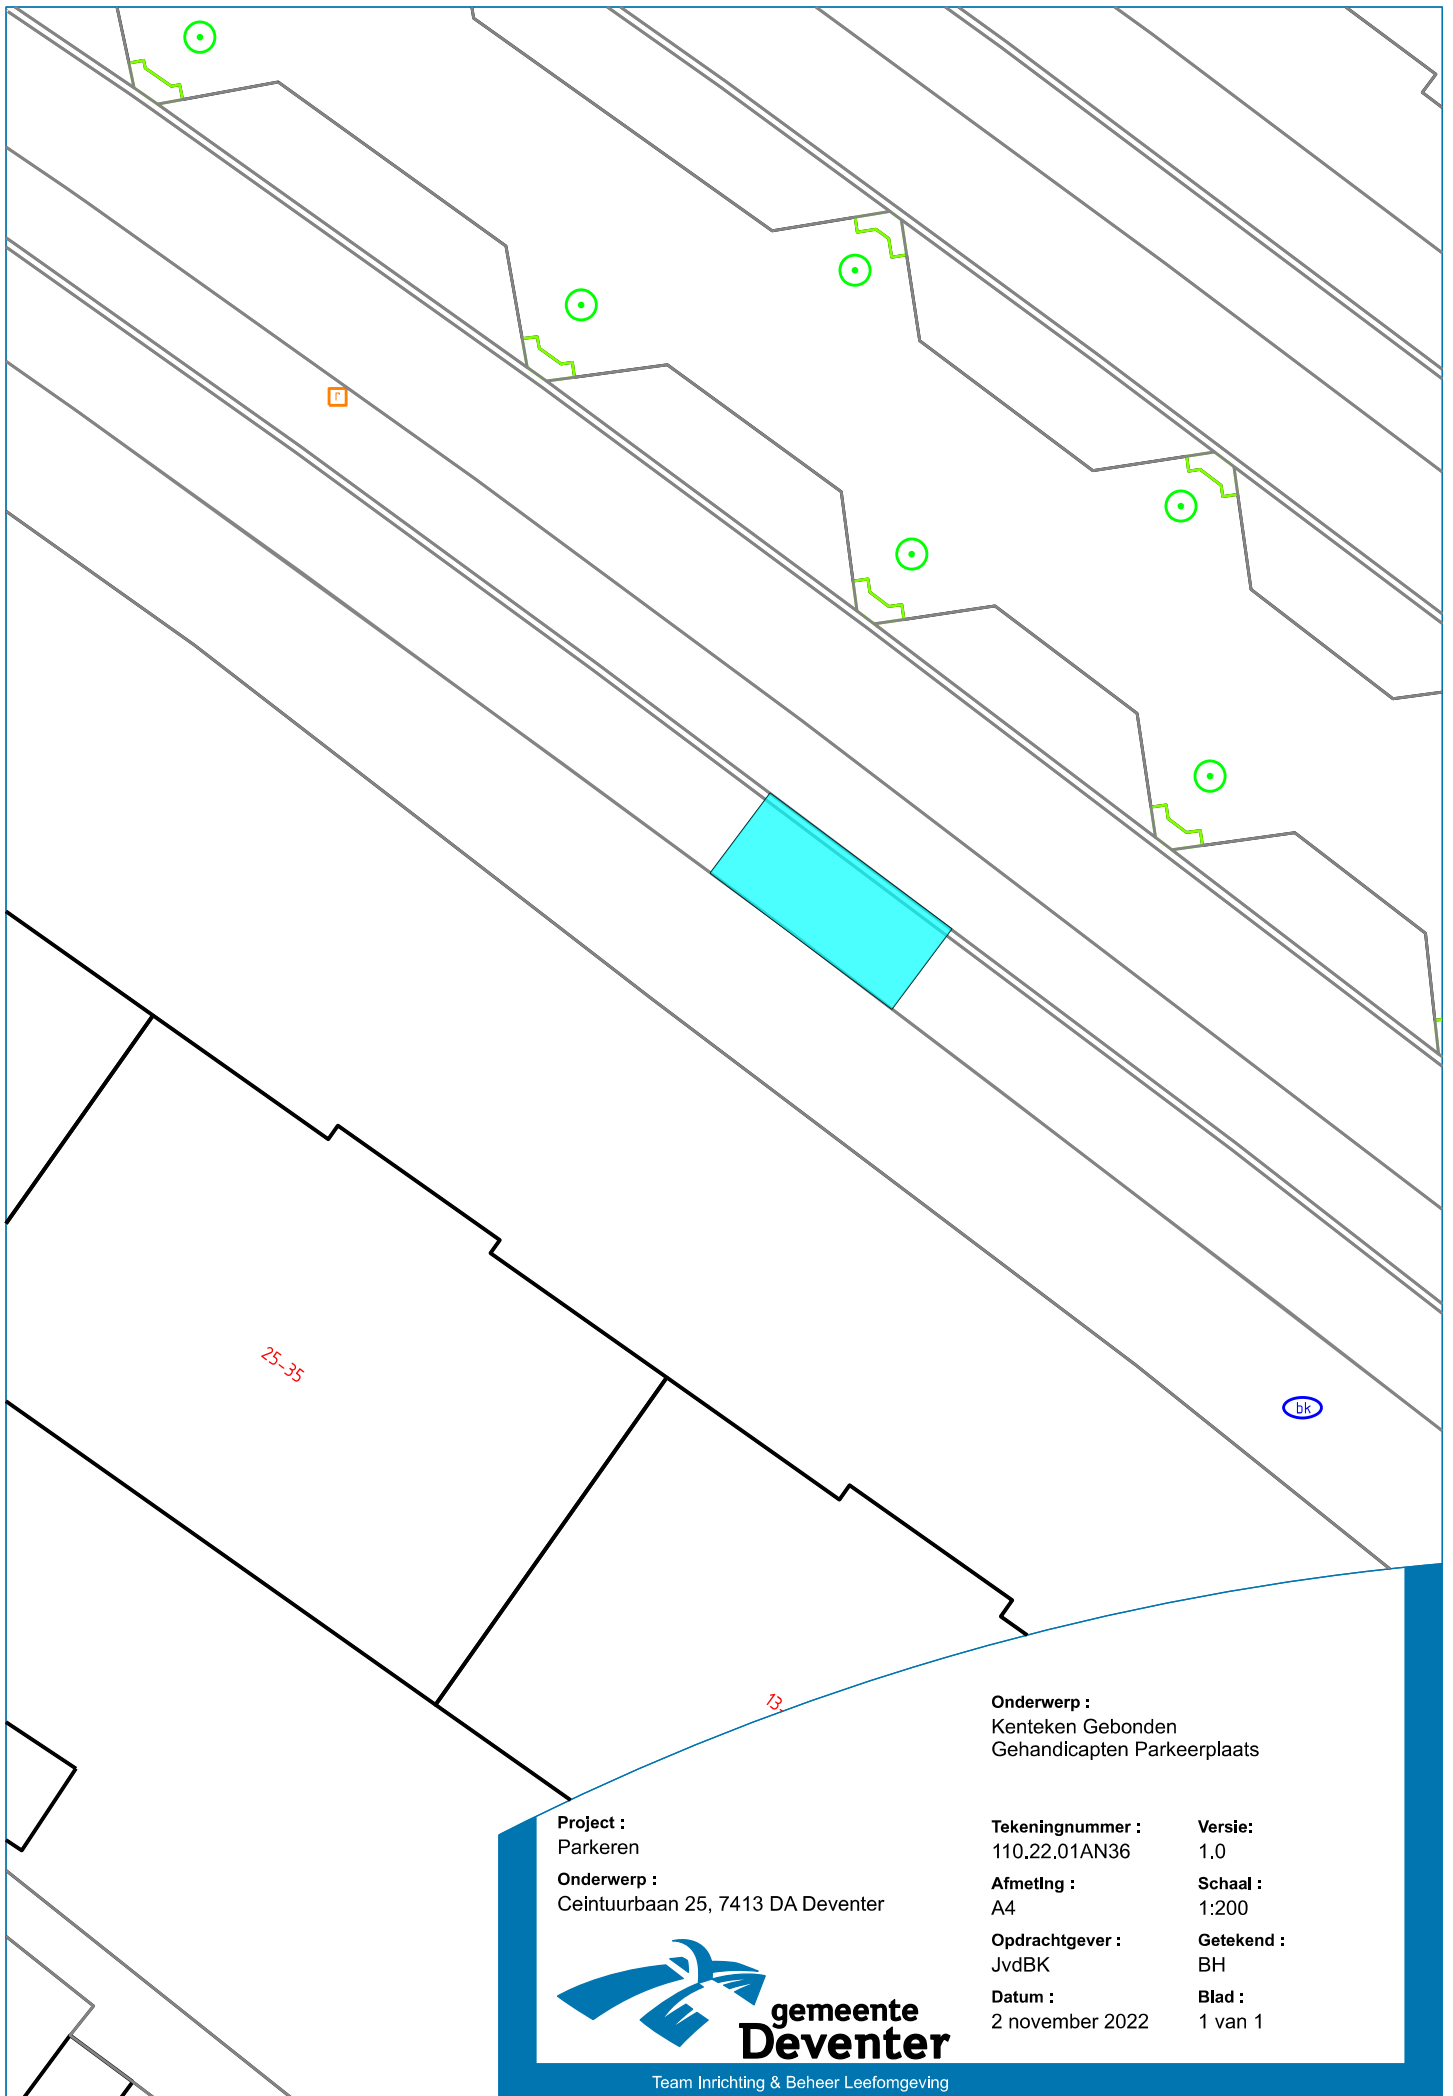 r
25-35
bk
13-
Onderwerp :
Kenteken Gebonden
Gehandicapten Parkeerplaats
Project :
Parkeren
Onderwerp :
Ceintuurbaan 25, 7413 DA Deventer
Tekeningnummer :
110.22.01AN36
Versie:
1.0
Afmeting :
A4
Schaal :
1:200
Opdrachtgever :
JvdBK
Getekend :
BH
Datum :
2 november 2022
Blad :
1 van 1
gemeente
Deventer
Team Inrichting & Beheer Leefomgeving